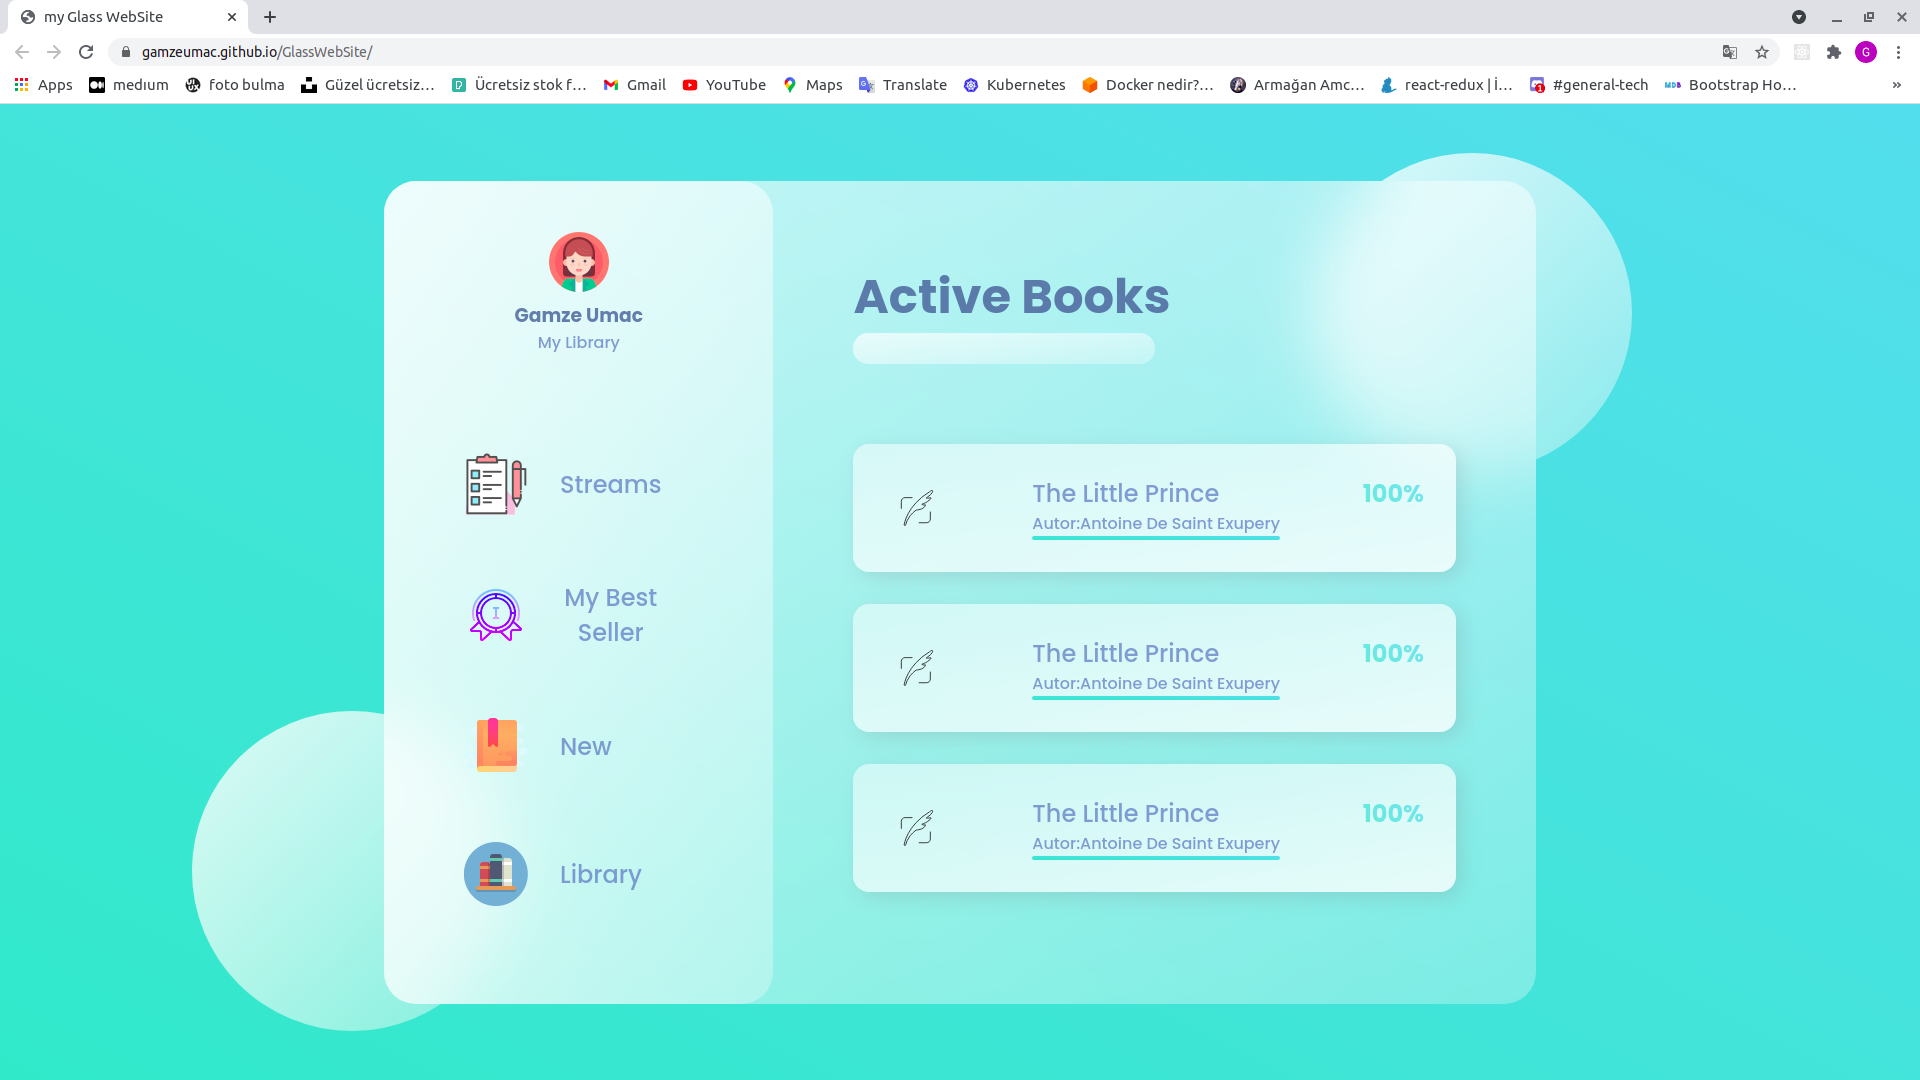 my Glass WebSite
gamzeumac.github.io/GlassWebSite/
G
Apps medium foto bulma Güzel ücretsiz… Ücretsiz stok f… Gmail YouTube Maps Translate Kubernetes Docker nedir?… Armağan Amc… react-redux | İ… 1 #general-tech MDB Bootstrap Ho… »
Gamze Umac
My Library
Streams
My Best
Seller
New
Library
Active Books
The Little Prince 100%
Autor:Antoine De Saint Exupery
The Little Prince 100%
Autor:Antoine De Saint Exupery
The Little Prince 100%
Autor:Antoine De Saint Exupery